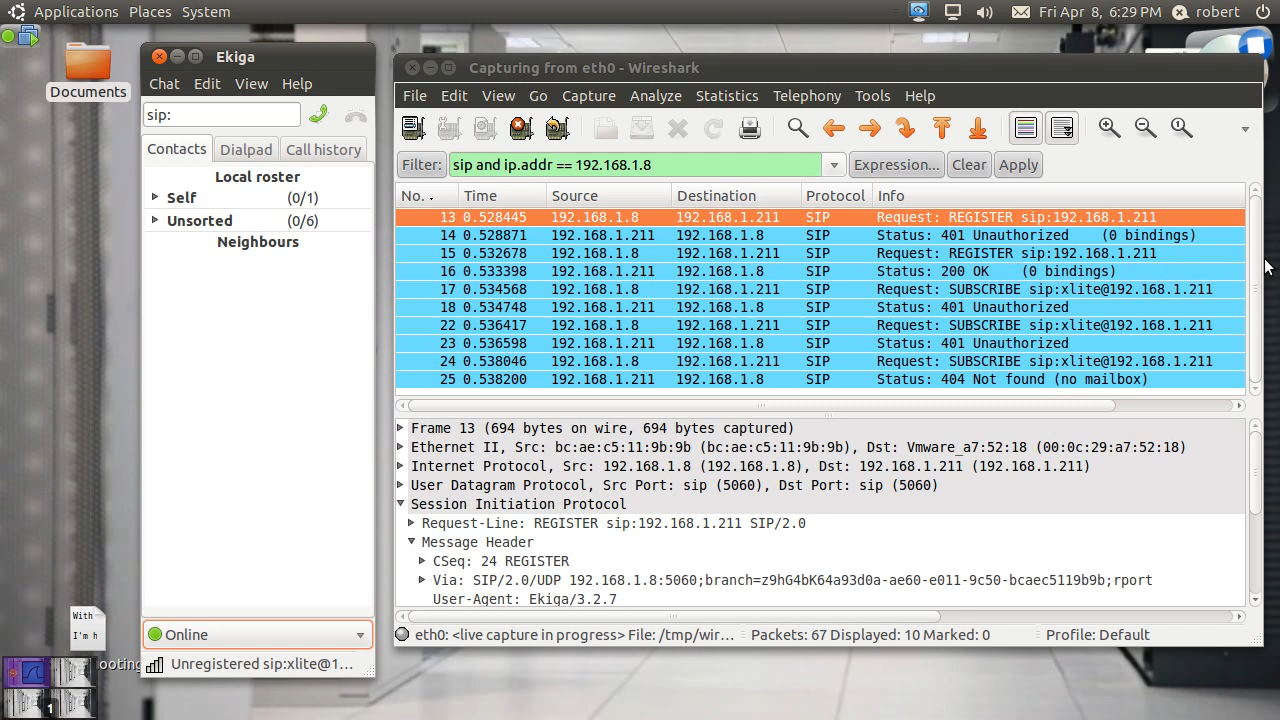 Applications Places System
Fri Apr 8, 6:29 PM robert
Documents
With
I'm h
ooting
1
Ekiga
Chat Edit View Help
sip:
Contacts Dialpad Call history
Local roster
Self (0/1)
Unsorted (0/6)
Neighbours
Online
Unregistered sip:xlite@1...
Capturing from eth0 - Wireshark
File Edit View Go Capture Analyze Statistics Telephony Tools Help
Filter: sip and ip.addr == 192.168.1.8 Expression... Clear Apply
No. Time Source Destination Protocol Info
13 0.528445 192.168.1.8 192.168.1.211 SIP Request: REGISTER sip:192.168.1.211
14 0.528871 192.168.1.211 192.168.1.8 SIP Status: 401 Unauthorized (0 bindings)
15 0.532678 192.168.1.8 192.168.1.211 SIP Request: REGISTER sip:192.168.1.211
16 0.533398 192.168.1.211 192.168.1.8 SIP Status: 200 OK (0 bindings)
17 0.534568 192.168.1.8 192.168.1.211 SIP Request: SUBSCRIBE sip:xlite@192.168.1.211
18 0.534748 192.168.1.211 192.168.1.8 SIP Status: 401 Unauthorized
22 0.536417 192.168.1.8 192.168.1.211 SIP Request: SUBSCRIBE sip:xlite@192.168.1.211
23 0.536598 192.168.1.211 192.168.1.8 SIP Status: 401 Unauthorized
24 0.538046 192.168.1.8 192.168.1.211 SIP Request: SUBSCRIBE sip:xlite@192.168.1.211
25 0.538200 192.168.1.211 192.168.1.8 SIP Status: 404 Not found (no mailbox)
Frame 13 (694 bytes on wire, 694 bytes captured)
Ethernet II, Src: bc:ae:c5:11:9b:9b (bc:ae:c5:11:9b:9b), Dst: Vmware_a7:52:18 (00:0c:29:a7:52:18)
Internet Protocol, Src: 192.168.1.8 (192.168.1.8), Dst: 192.168.1.211 (192.168.1.211)
User Datagram Protocol, Src Port: sip (5060), Dst Port: sip (5060)
Session Initiation Protocol
Request-Line: REGISTER sip:192.168.1.211 SIP/2.0
Message Header
CSeq: 24 REGISTER
Via: SIP/2.0/UDP 192.168.1.8:5060;branch=z9hG4bK64a93d0a-ae60-e011-9c50-bcaec5119b9b;rport
User-Agent: Ekiga/3.2.7
eth0: <live capture in progress> File: /tmp/wir... Packets: 67 Displayed: 10 Marked: 0 Profile: Default